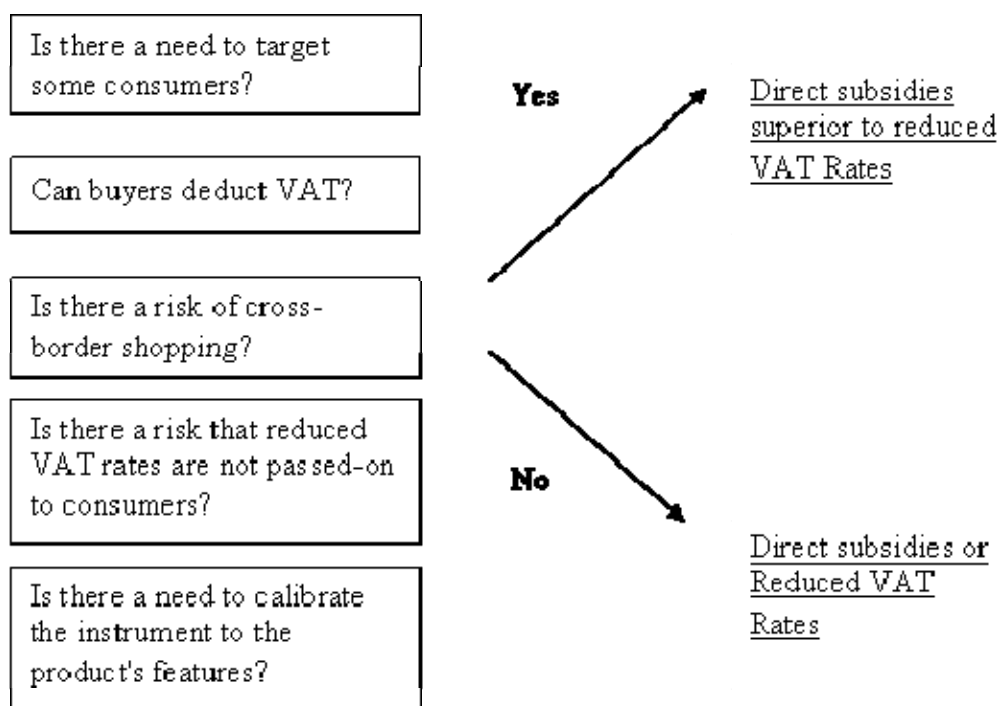 Is there a need to target
some consumers?
Can buyers deduct VAT?
Is there a risk of cross-
border shopping?
Is there a risk that reduced
VAT rates are not passed-on
to consumers?
Is there a need to calibrate
the instrument to the
product's features?
Yes
No
Direct subsidies
superior to reduced
VAT Rates
Direct subsidies or
Reduced VAT
Rates